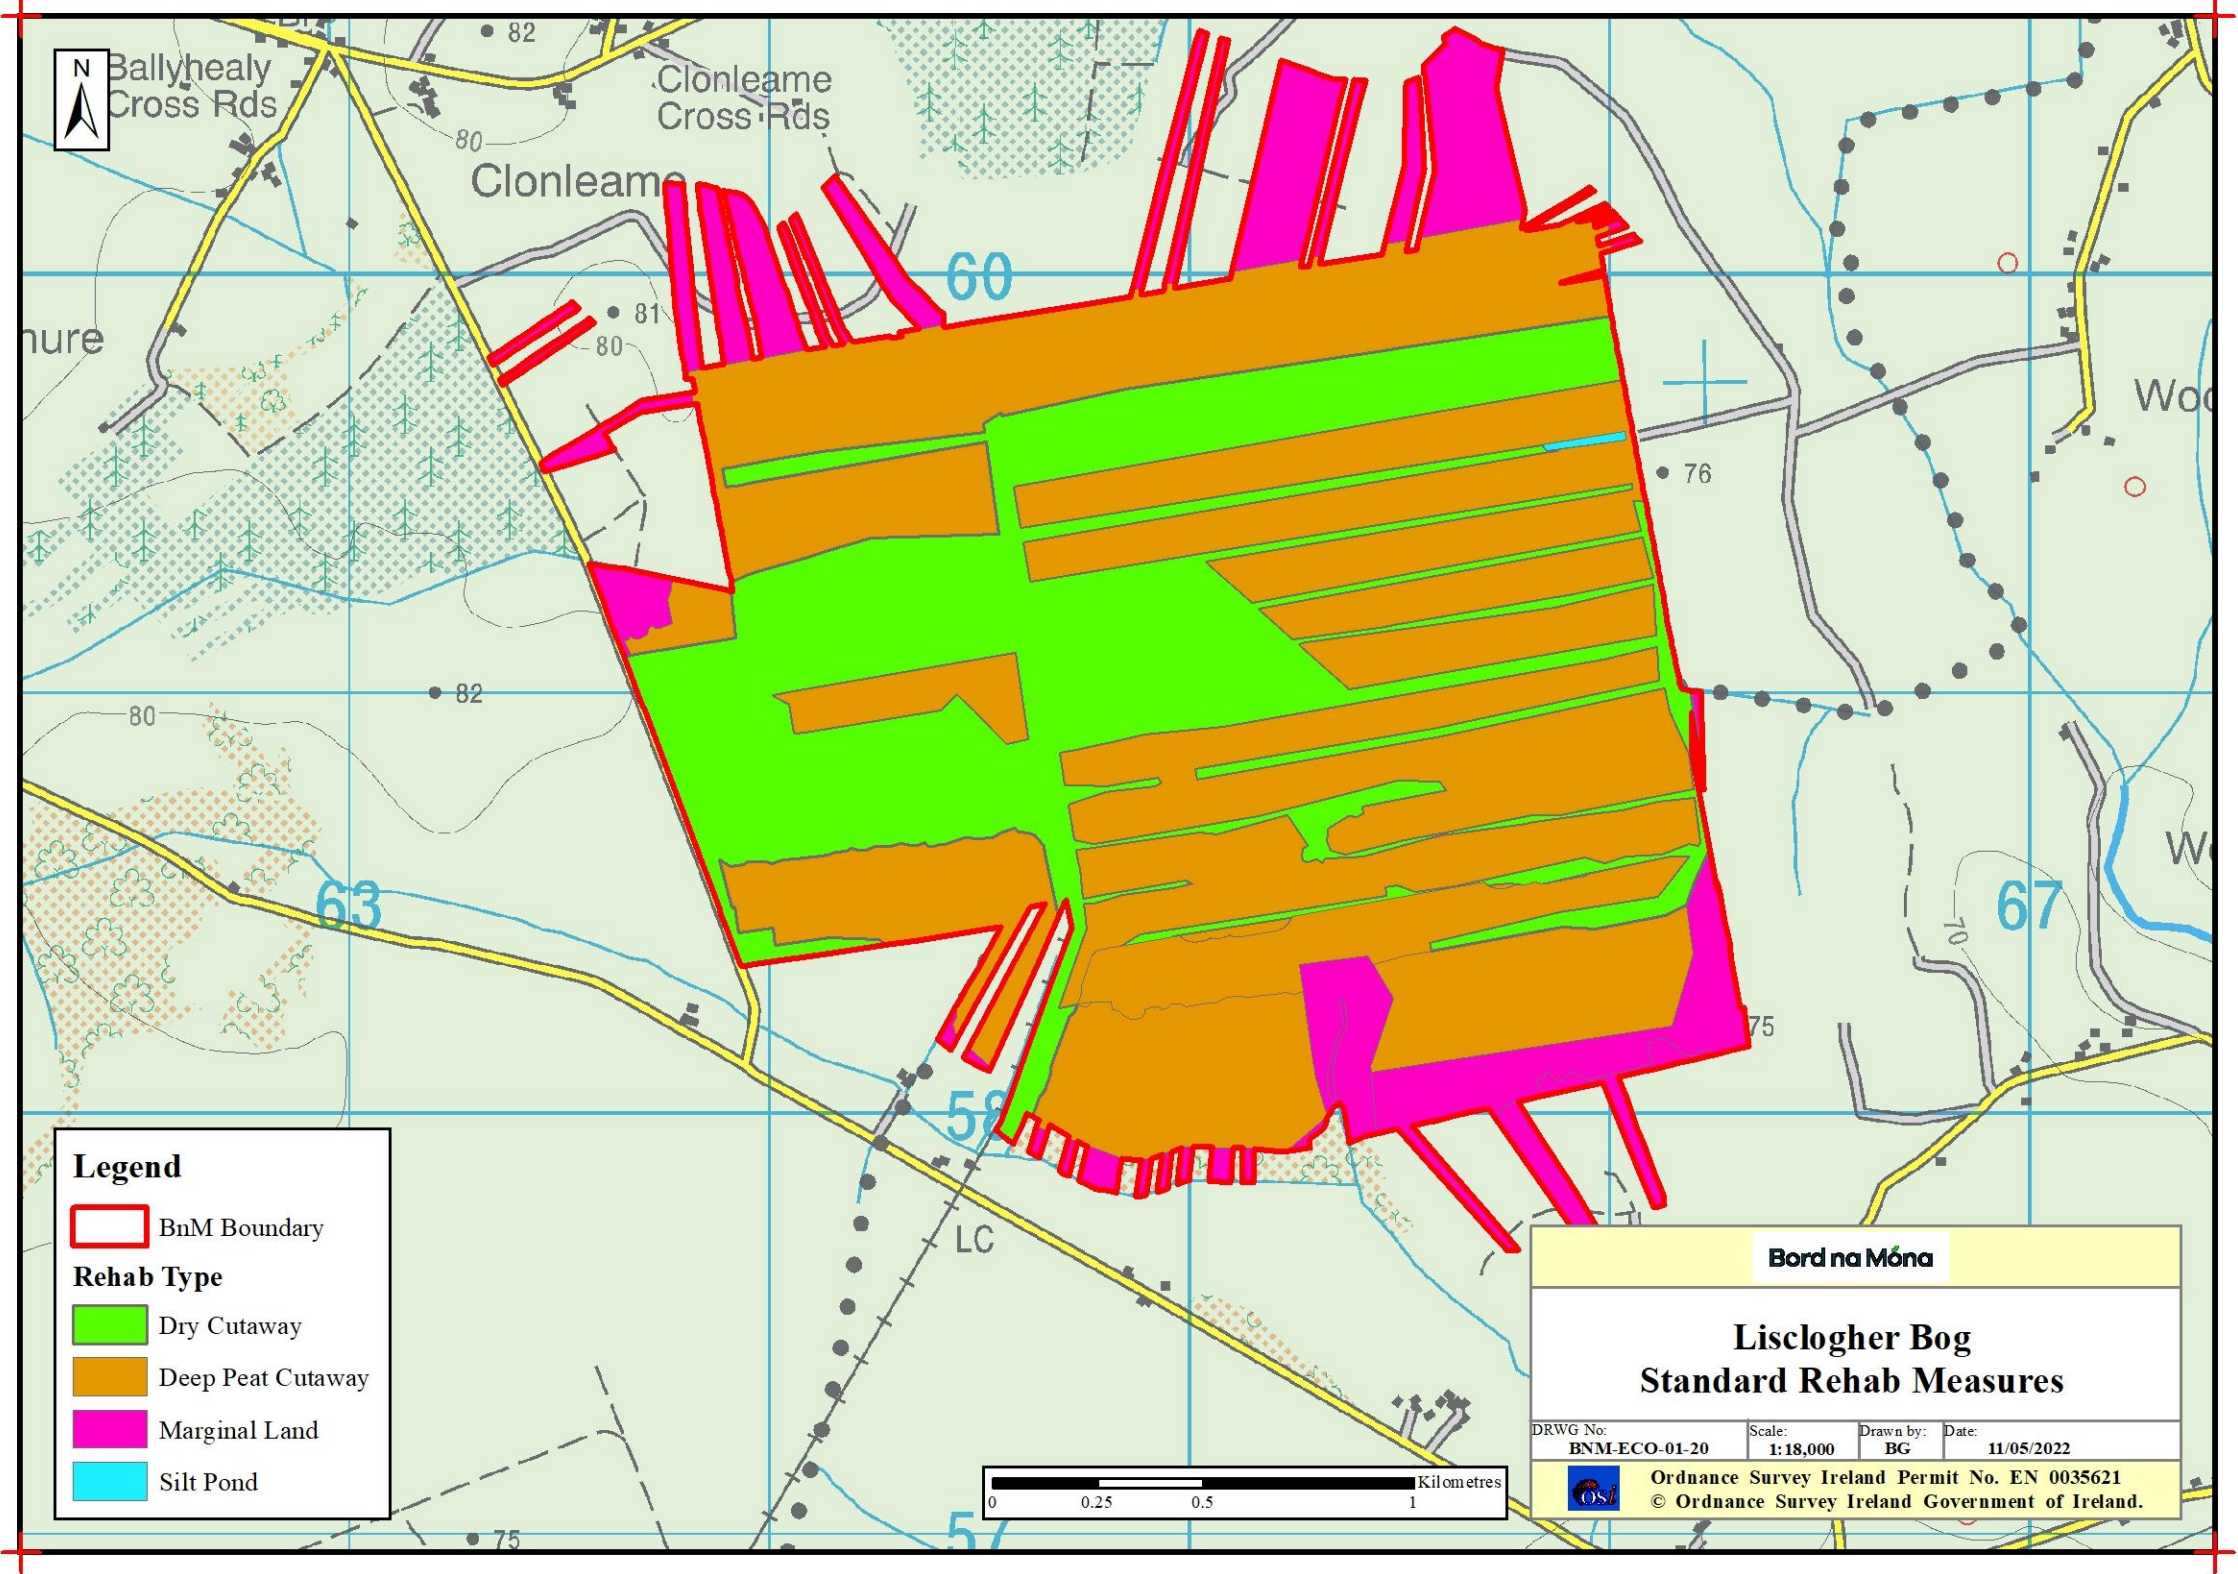 82
N
Ballyhealy
Cross Rds
Clonleame
Cross Rds
80
Clonleame
60
81
80
76
82
80
63
67
70
75
58
LC
57
75
Legend
BnM Boundary
Rehab Type
Dry Cutaway
Deep Peat Cutaway
Marginal Land
Silt Pond
Kilometres
0 0.25 0.5 1
Bord na Móna
Lisclogher Bog
Standard Rehab Measures
DRWG No: Scale: Drawn by: Date:
BNM-ECO-01-20 1:18,000 BG 11/05/2022
osi
Ordnance Survey Ireland Permit No. EN 0035621
© Ordnance Survey Ireland Government of Ireland.